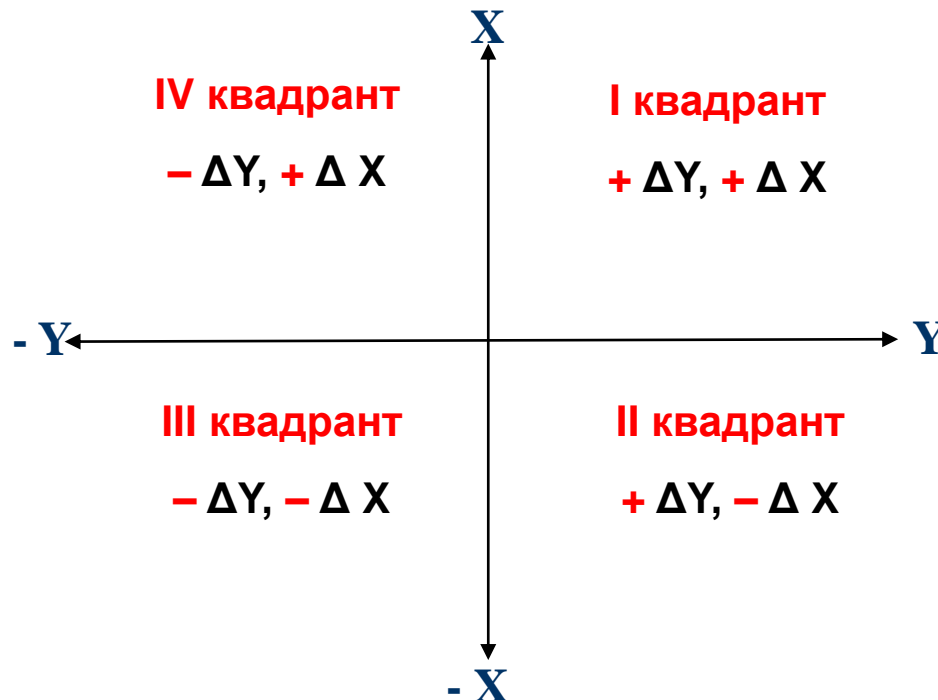 X
IV квадрант
– ΔY, + Δ X
I квадрант
+ ΔY, + Δ X
- Y
Y
III квадрант
– ΔY, – Δ X
II квадрант
+ ΔY, – Δ X
- X